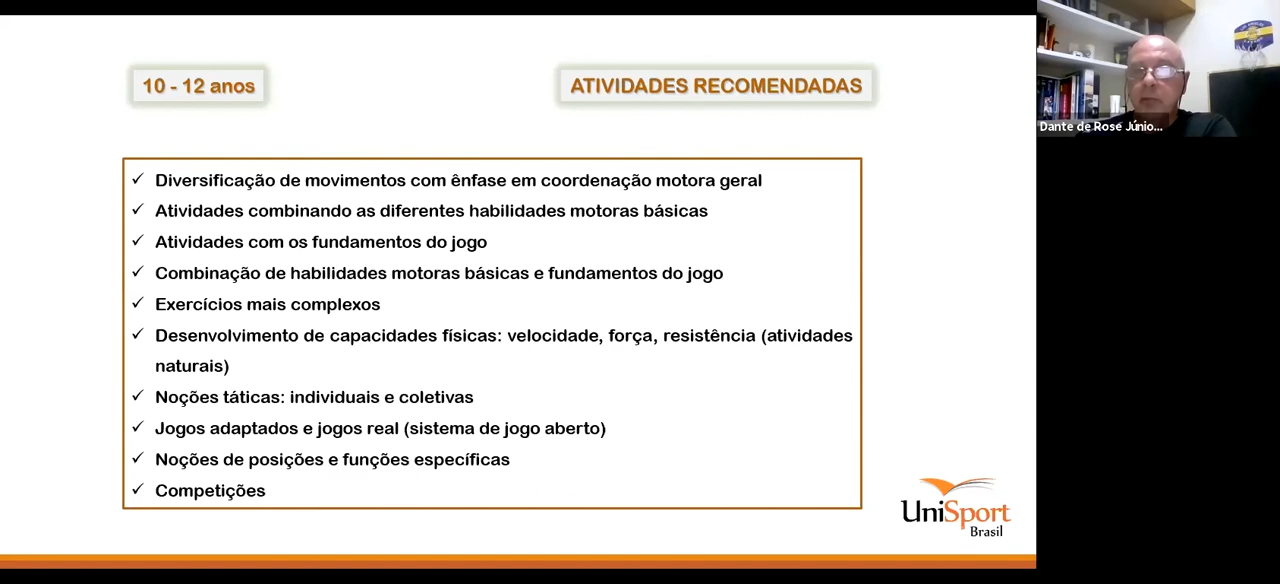 10 - 12 anos
ATIVIDADES RECOMENDADAS
✓ Diversificação de movimentos com ênfase em coordenação motora geral
✓ Atividades combinando as diferentes habilidades motoras básicas
✓ Atividades com os fundamentos do jogo
✓ Combinação de habilidades motoras básicas e fundamentos do jogo
✓ Exercícios mais complexos
✓ Desenvolvimento de capacidades físicas: velocidade, força, resistência (atividades
naturais)
✓ Noções táticas: individuais e coletivas
✓ Jogos adaptados e jogos real (sistema de jogo aberto)
✓ Noções de posições e funções específicas
✓ Competições
UniSport
Brasil
Dante de Rose Júnio...